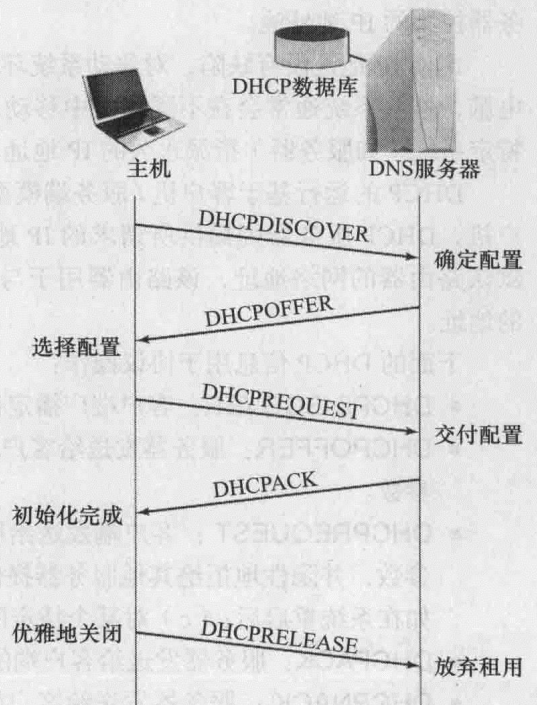 DHCP数据库
主机
DNS服务器
DHCPDISCOVER
确定配置
DHCPOFFER
选择配置
DHCPREQUEST
交付配置
DHCPACK
初始化完成
优雅地关闭
DHCPRELEASE
放弃租用